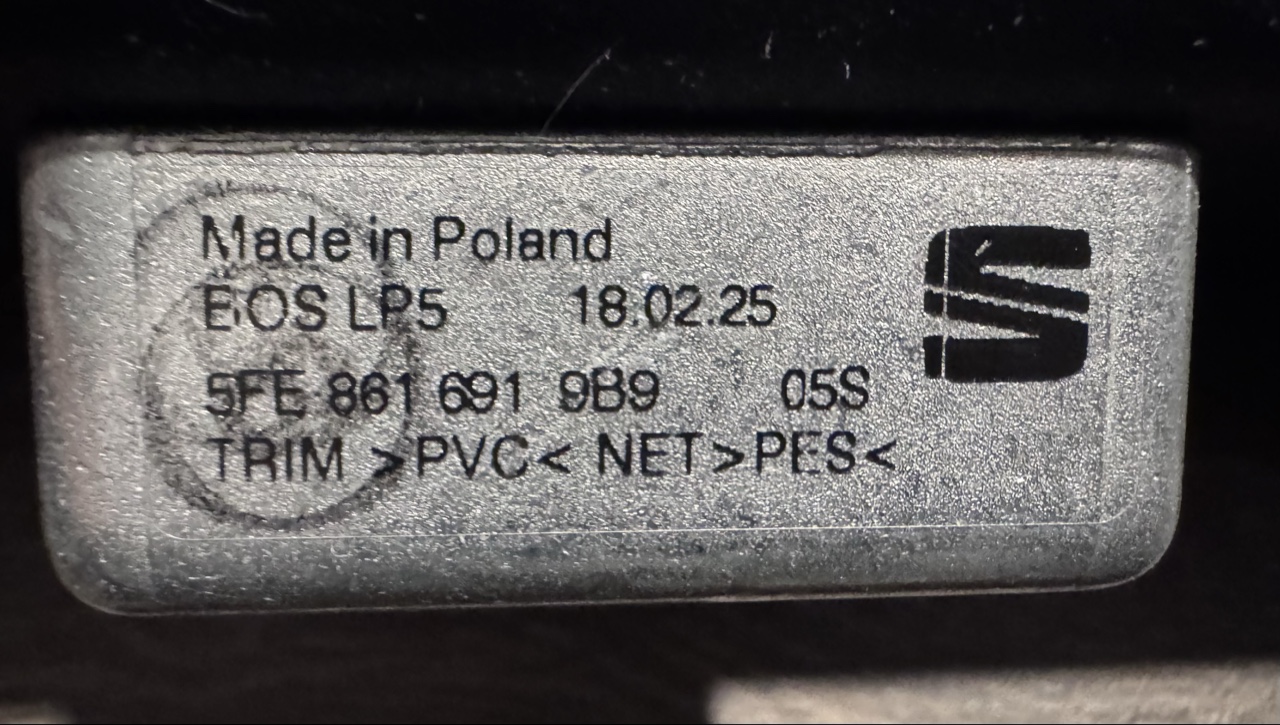 Made in Poland
EOS LP5 18.02.25
5FE 861 691 9B9 05S
TRIM >PVC< NET>PES<